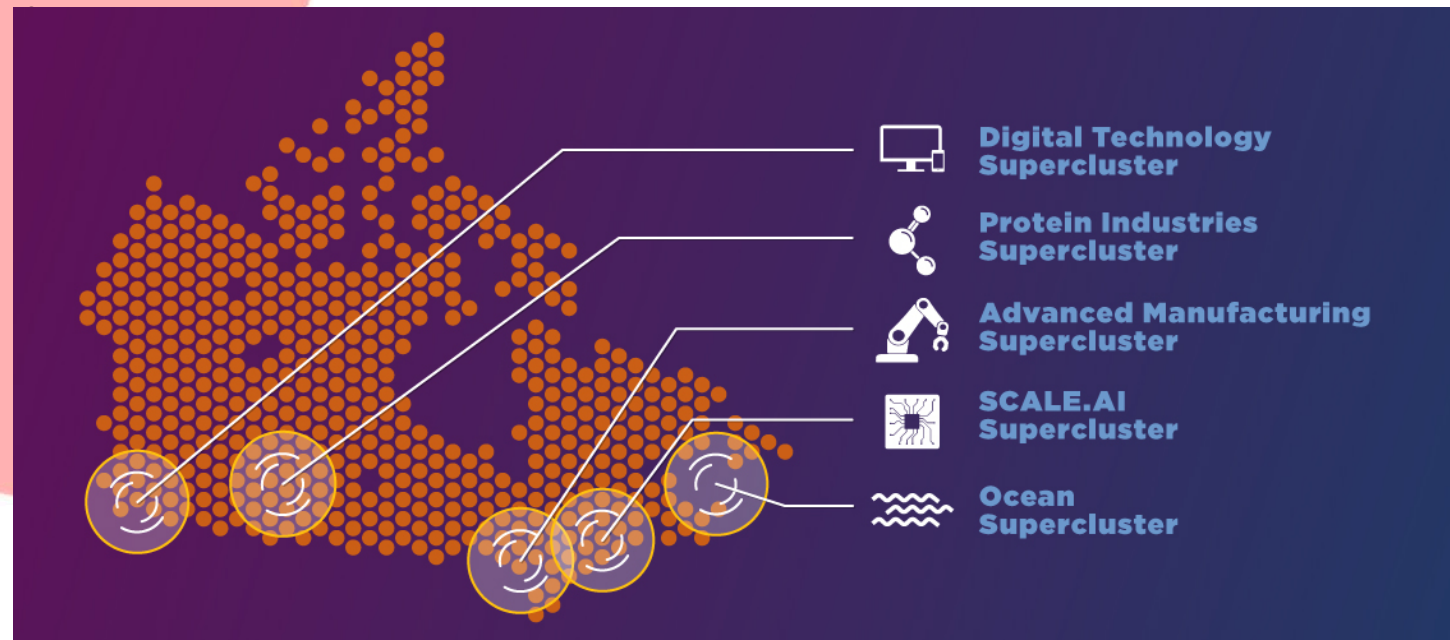 Digital Technology
Supercluster
Protein Industries
Supercluster
Advanced Manufacturing
Supercluster
SCALE.AI
Supercluster
Ocean
Supercluster